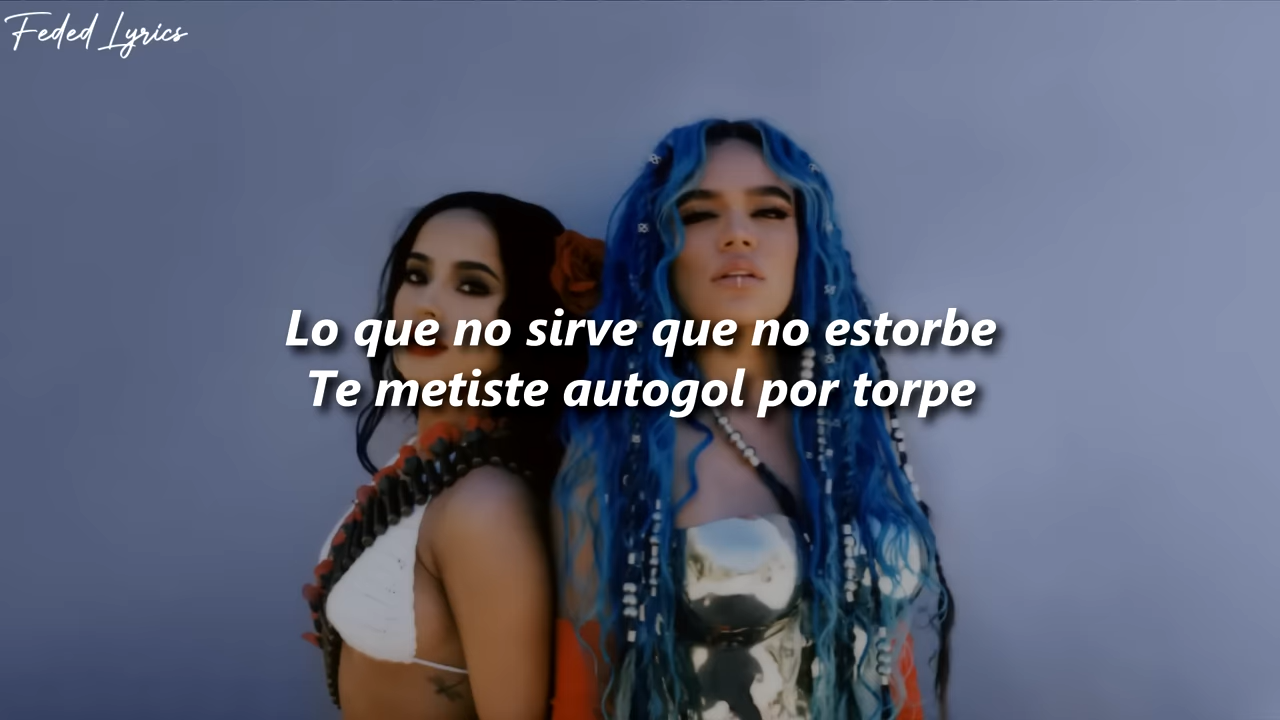 Feded Lyrics
Lo que no sirve que no estorbe
Te metiste autogol por torpe